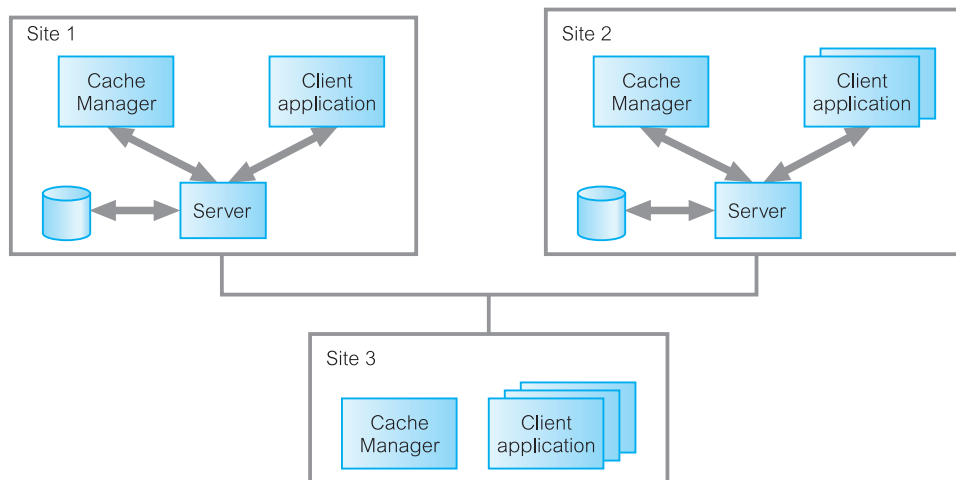 Site 1
Cache
Manager
Client
application
Server
Site 2
Cache
Manager
Client
application
Server
Site 3
Cache
Manager
Client
application